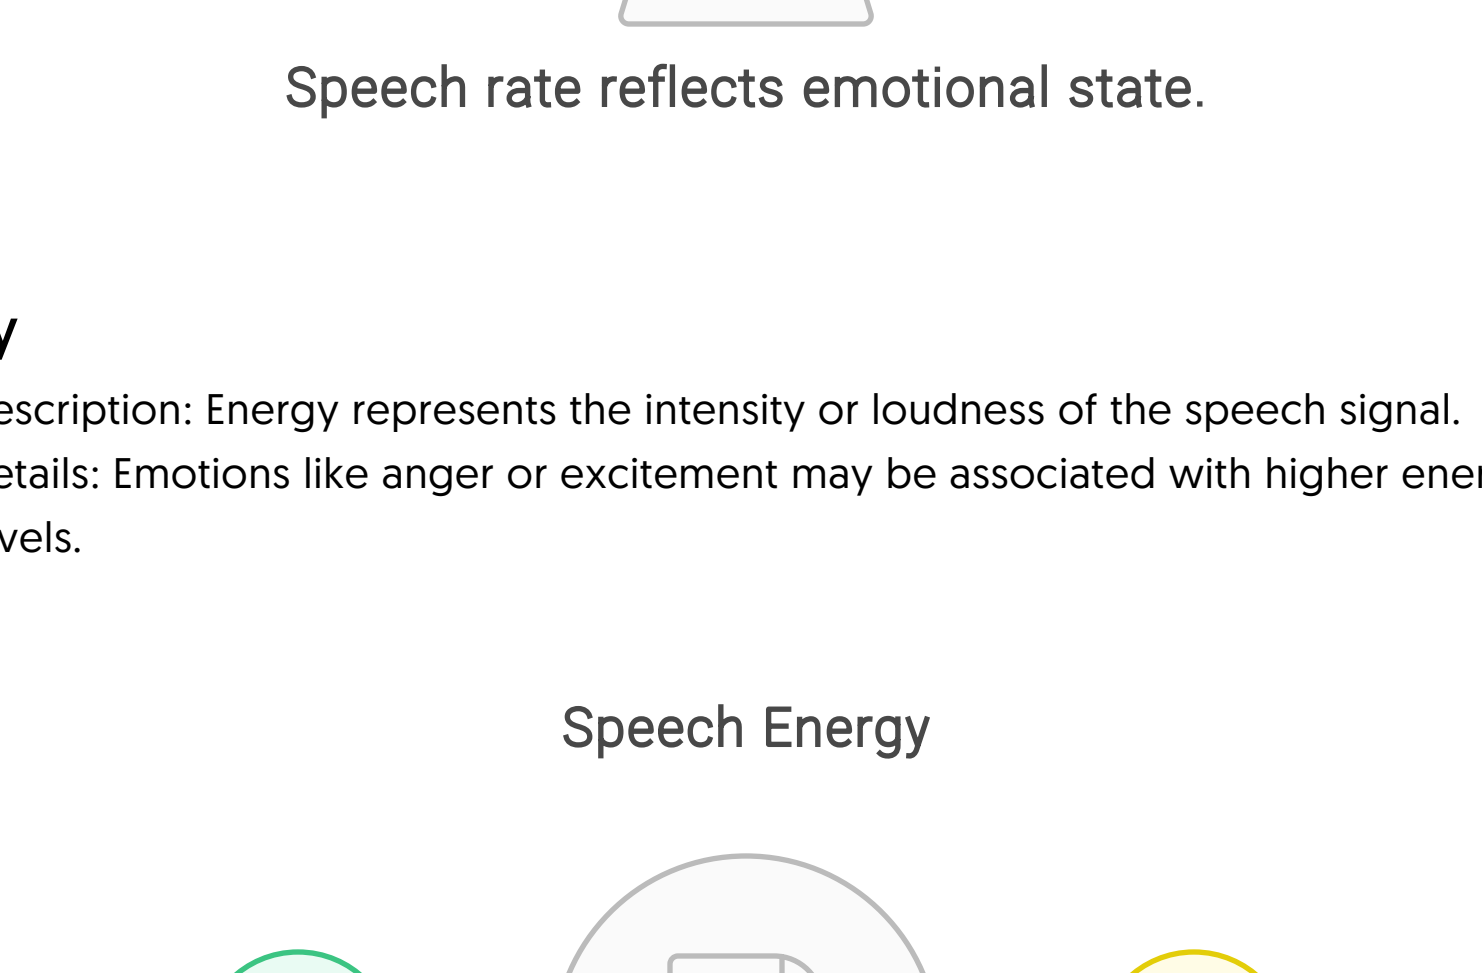 Speech rate reflects emotional state.
y
escription: Energy represents the intensity or loudness of the speech signal.
etails: Emotions like anger or excitement may be associated with higher ener
vels.
Speech Energy